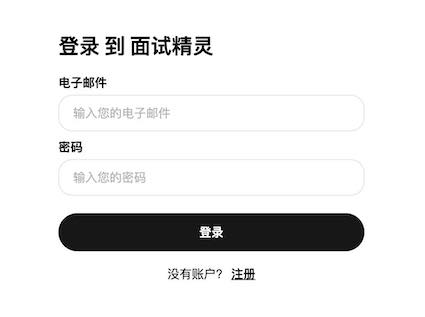 登录 到 面试精灵
电子邮件
输入您的电子邮件
密码
输入您的密码
登录
没有账户? 注册